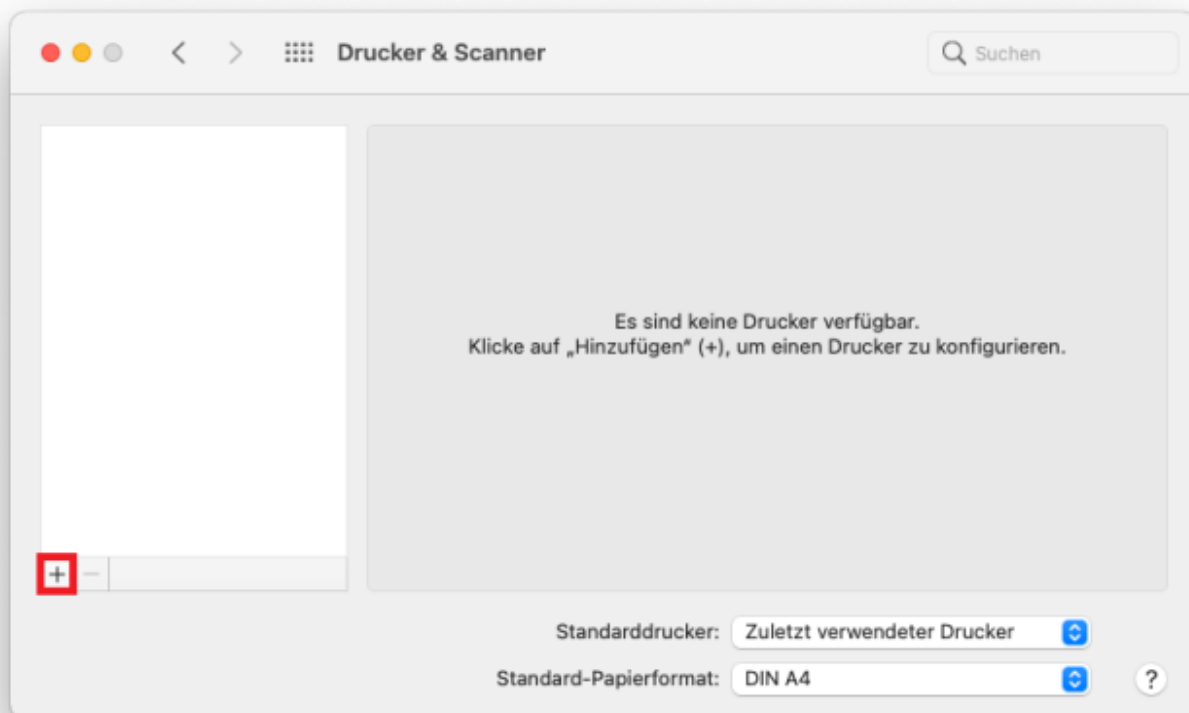 Drucker & Scanner
Suchen
Es sind keine Drucker verfügbar.
Klicke auf „Hinzufügen“ (+), um einen Drucker zu konfigurieren.
+ −
Standarddrucker: Zuletzt verwendeter Drucker
Standard-Papierformat: DIN A4
?